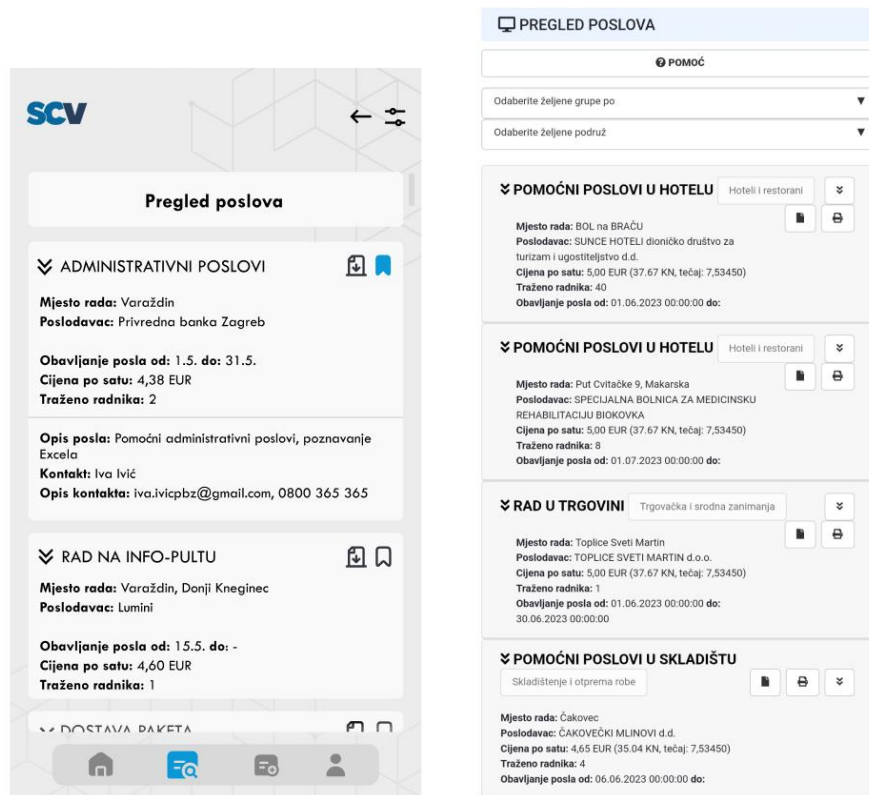 SCV
Pregled poslova
ADMINISTRATIVNI POSLOVI
Mjesto rada: Varaždin
Poslodavac: Privredna banka Zagreb
Obavljanje posla od: 1.5. do: 31.5.
Cijena po satu: 4,38 EUR
Traženo radnika: 2
Opis posla: Pomoćni administrativni poslovi, poznavanje
Excela
Kontakt: Iva Ivić
Opis kontakta: iva.ivicpbz@gmail.com, 0800 365 365
RAD NA INFO-PULTU
Mjesto rada: Varaždin, Donji Kneginec
Poslodavac: Lumini
Obavljanje posla od: 15.5. do: -
Cijena po satu: 4,60 EUR
Traženo radnika: 1
DOSTAVA PAKETA
PREGLED POSLOVA
POMOĆ
Odaberite željene grupe po
Odaberite željene podruž
POMOĆNI POSLOVI U HOTELU Hoteli i restorani
Mjesto rada: BOL na BRAČU
Poslodavac: SUNCE HOTELI dioničko društvo za
turizam i ugostiteljstvo d.d.
Cijena po satu: 5,00 EUR (37.67 KN, tečaj: 7,53450)
Traženo radnika: 40
Obavljanje posla od: 01.06.2023 00:00:00 do:
POMOĆNI POSLOVI U HOTELU Hoteli i restorani
Mjesto rada: Put Cvitačke 9, Makarska
Poslodavac: SPECIJALNA BOLNICA ZA MEDICINSKU
REHABILITACIJU BIOKOVKA
Cijena po satu: 5,00 EUR (37.67 KN, tečaj: 7,53450)
Traženo radnika: 8
Obavljanje posla od: 01.07.2023 00:00:00 do:
RAD U TRGOVINI Trgovačka i srodna zanimanja
Mjesto rada: Toplice Sveti Martin
Poslodavac: TOPLICE SVETI MARTIN d.o.o.
Cijena po satu: 5,00 EUR (37.67 KN, tečaj: 7,53450)
Traženo radnika: 1
Obavljanje posla od: 01.06.2023 00:00:00 do:
30.06.2023 00:00:00
POMOĆNI POSLOVI U SKLADIŠTU
Skladištenje i otprema robe
Mjesto rada: Čakovec
Poslodavac: ČAKOVEČKI MLINOVI d.d.
Cijena po satu: 4,65 EUR (35.04 KN, tečaj: 7,53450)
Traženo radnika: 4
Obavljanje posla od: 06.06.2023 00:00:00 do: